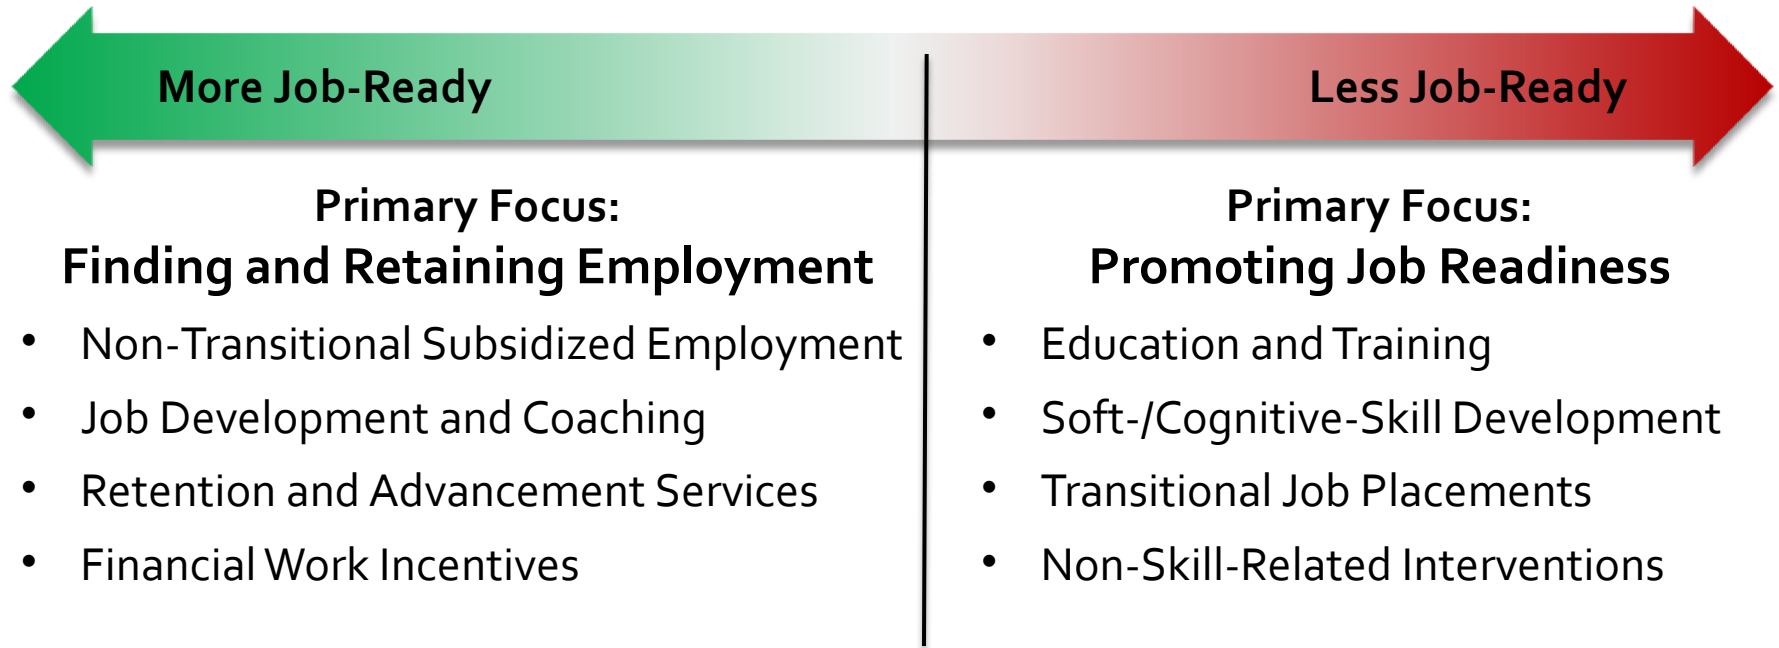 More Job-Ready
Less Job-Ready
Primary Focus:
Finding and Retaining Employment
• Non-Transitional Subsidized Employment
• Job Development and Coaching
• Retention and Advancement Services
• Financial Work Incentives
Primary Focus:
Promoting Job Readiness
• Education and Training
• Soft-/Cognitive-Skill Development
• Transitional Job Placements
• Non-Skill-Related Interventions